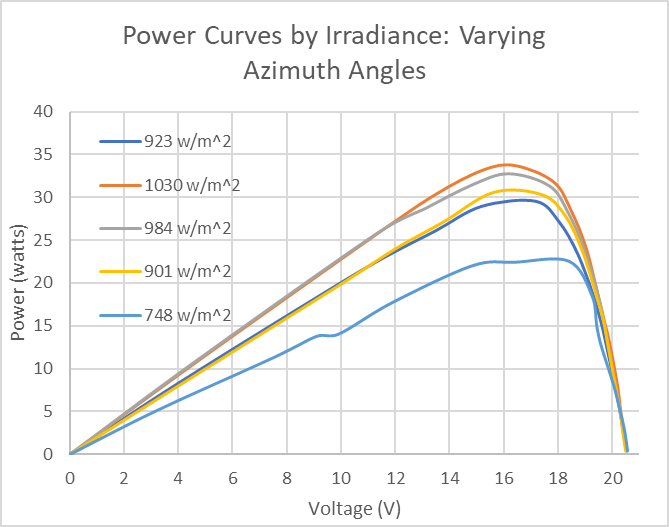 Power Curves by Irradiance: Varying
Azimuth Angles
40
35
30
25
20
15
10
5
0
Power (watts)
923 w/m^2
1030 w/m^2
984 w/m^2
901 w/m^2
748 w/m^2
0 2 4 6 8 10 12 14 16 18 20
Voltage (V)